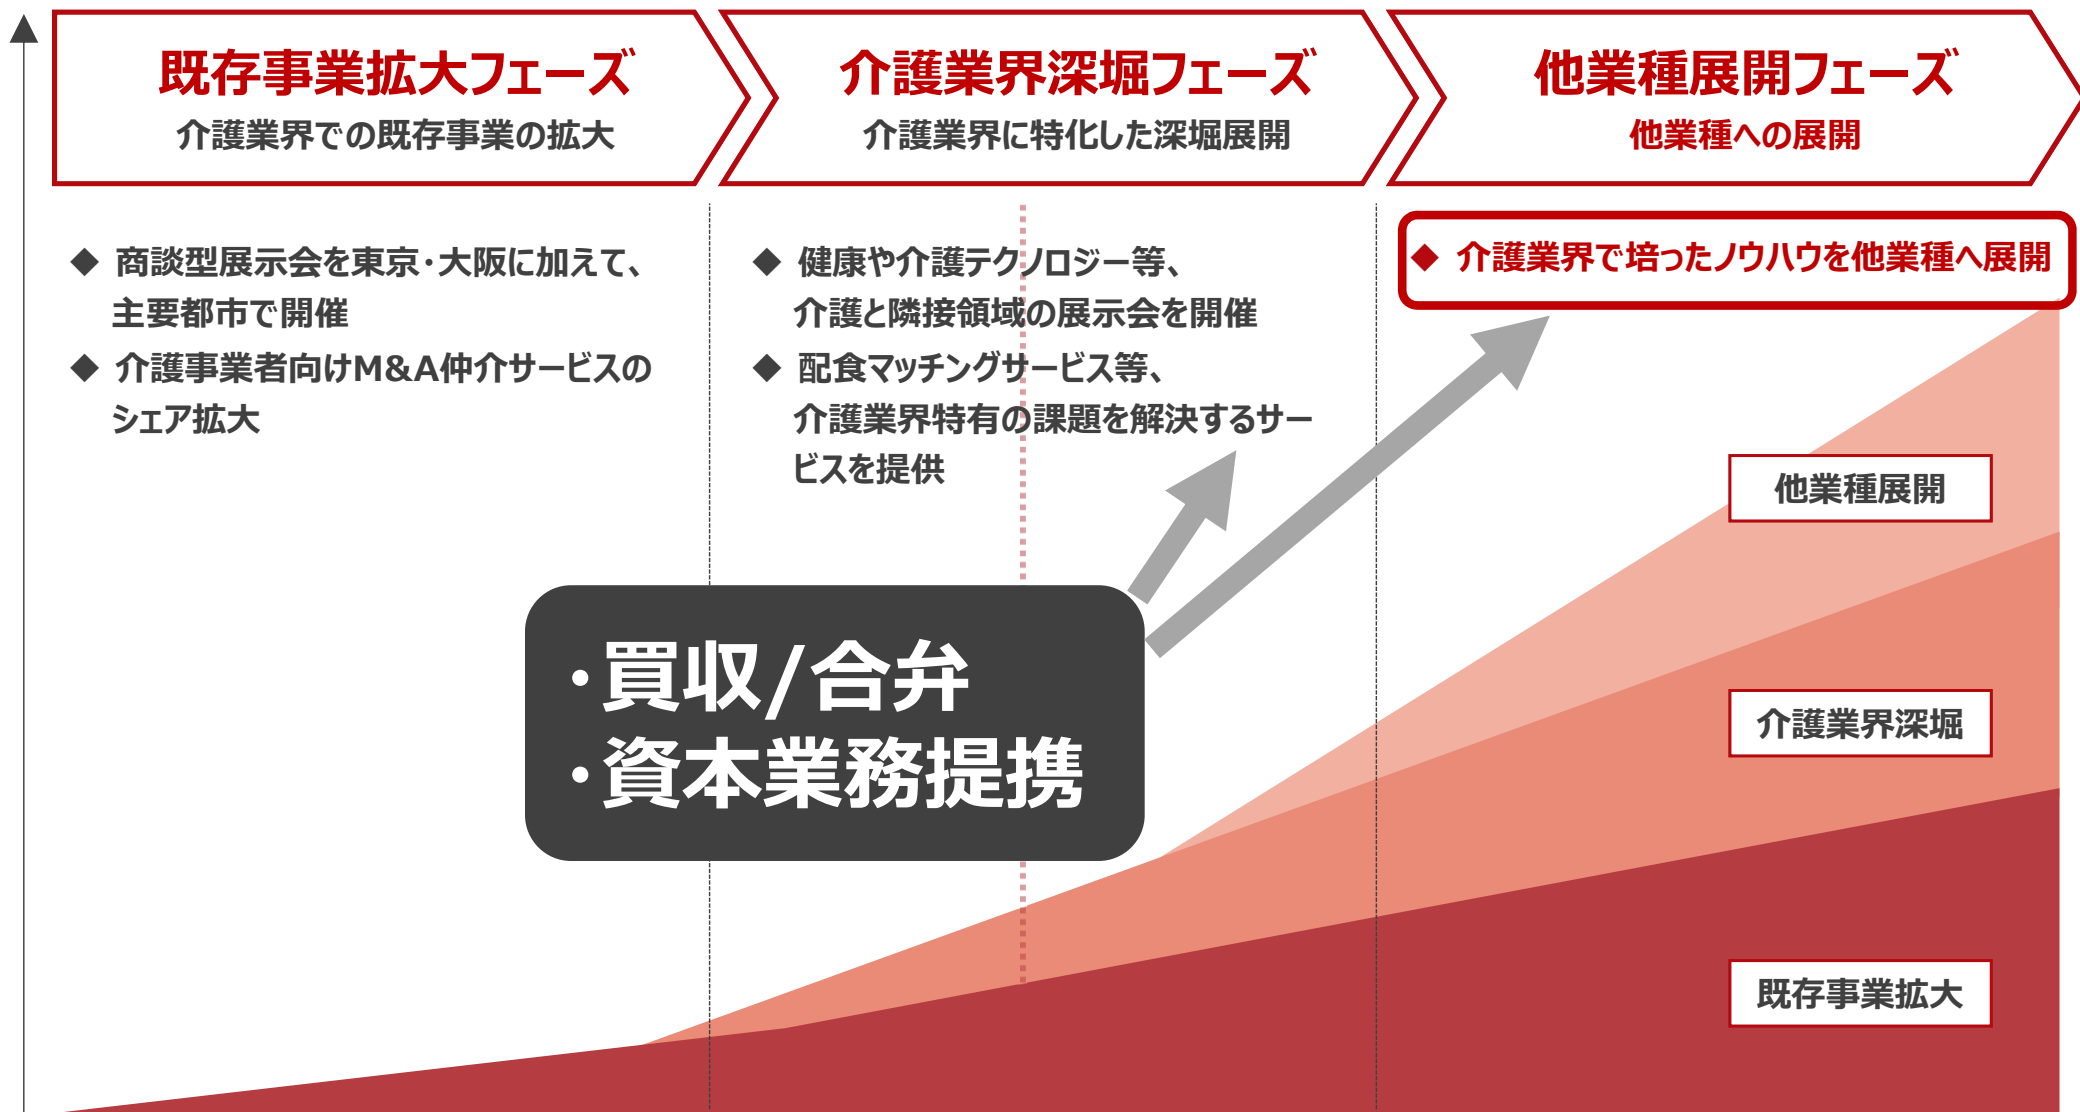 既存事業拡大フェーズ
介護業界での既存事業の拡大
介護業界深堀フェーズ
介護業界に特化した深堀展開
他業種展開フェーズ
他業種への展開
◆ 商談型展示会を東京・大阪に加えて、
主要都市で開催
◆ 介護事業者向けM&A仲介サービスの
シェア拡大
◆ 健康や介護テクノロジー等、
介護と隣接領域の展示会を開催
◆ 配食マッチングサービス等、
介護業界特有の課題を解決するサー
ビスを提供
◆ 介護業界で培ったノウハウを他業種へ展開
・買収/合弁
・資本業務提携
他業種展開
介護業界深堀
既存事業拡大